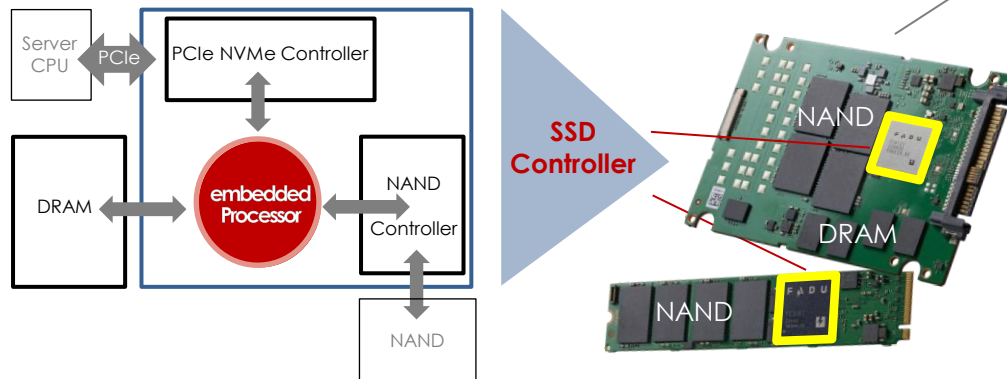 Server
CPU
PCIe
PCIe NVMe Controller
DRAM
embedded
Processor
NAND
Controller
NAND
SSD
Controller
NAND
FADU
DRAM
NAND
FADU